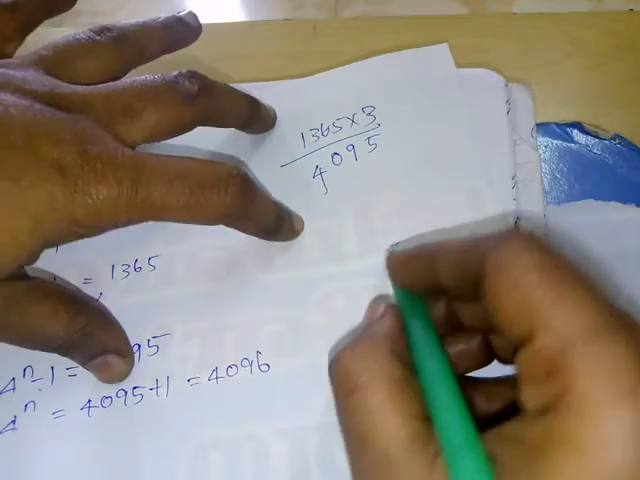 1365×3
4095
= 1365
4ⁿ-1 = 95
4ⁿ = 4095+1 = 4096